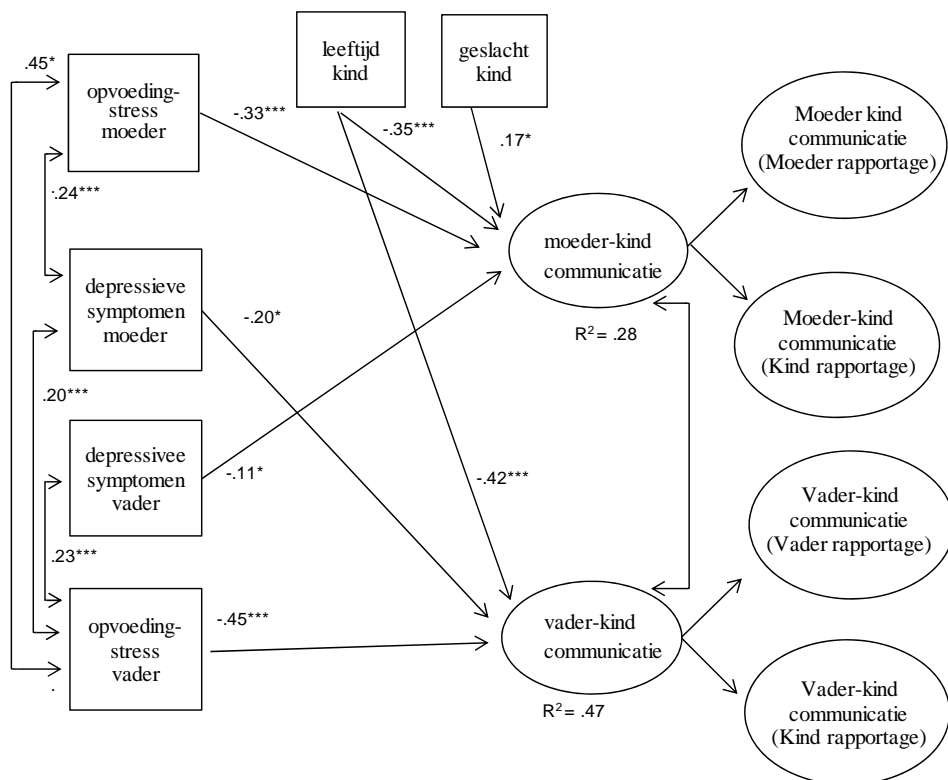 leeftijd
kind
geslacht
kind
.45*
opvoeding-
stress
moeder
-.33***
-.35***
.17*
Moeder kind
communicatie
(Moeder rapportage)
.24***
moeder-kind
communicatie
depressieve
symptomen
moeder
-.20*
R² = .28
Moeder-kind
communicatie
(Kind rapportage)
.20***
depressivee
symptomen
vader
-.11*
-.42***
Vader-kind
communicatie
(Vader rapportage)
.23***
opvoeding-
stress
vader
-.45***
vader-kind
communicatie
R² = .47
Vader-kind
communicatie
(Kind rapportage)
.